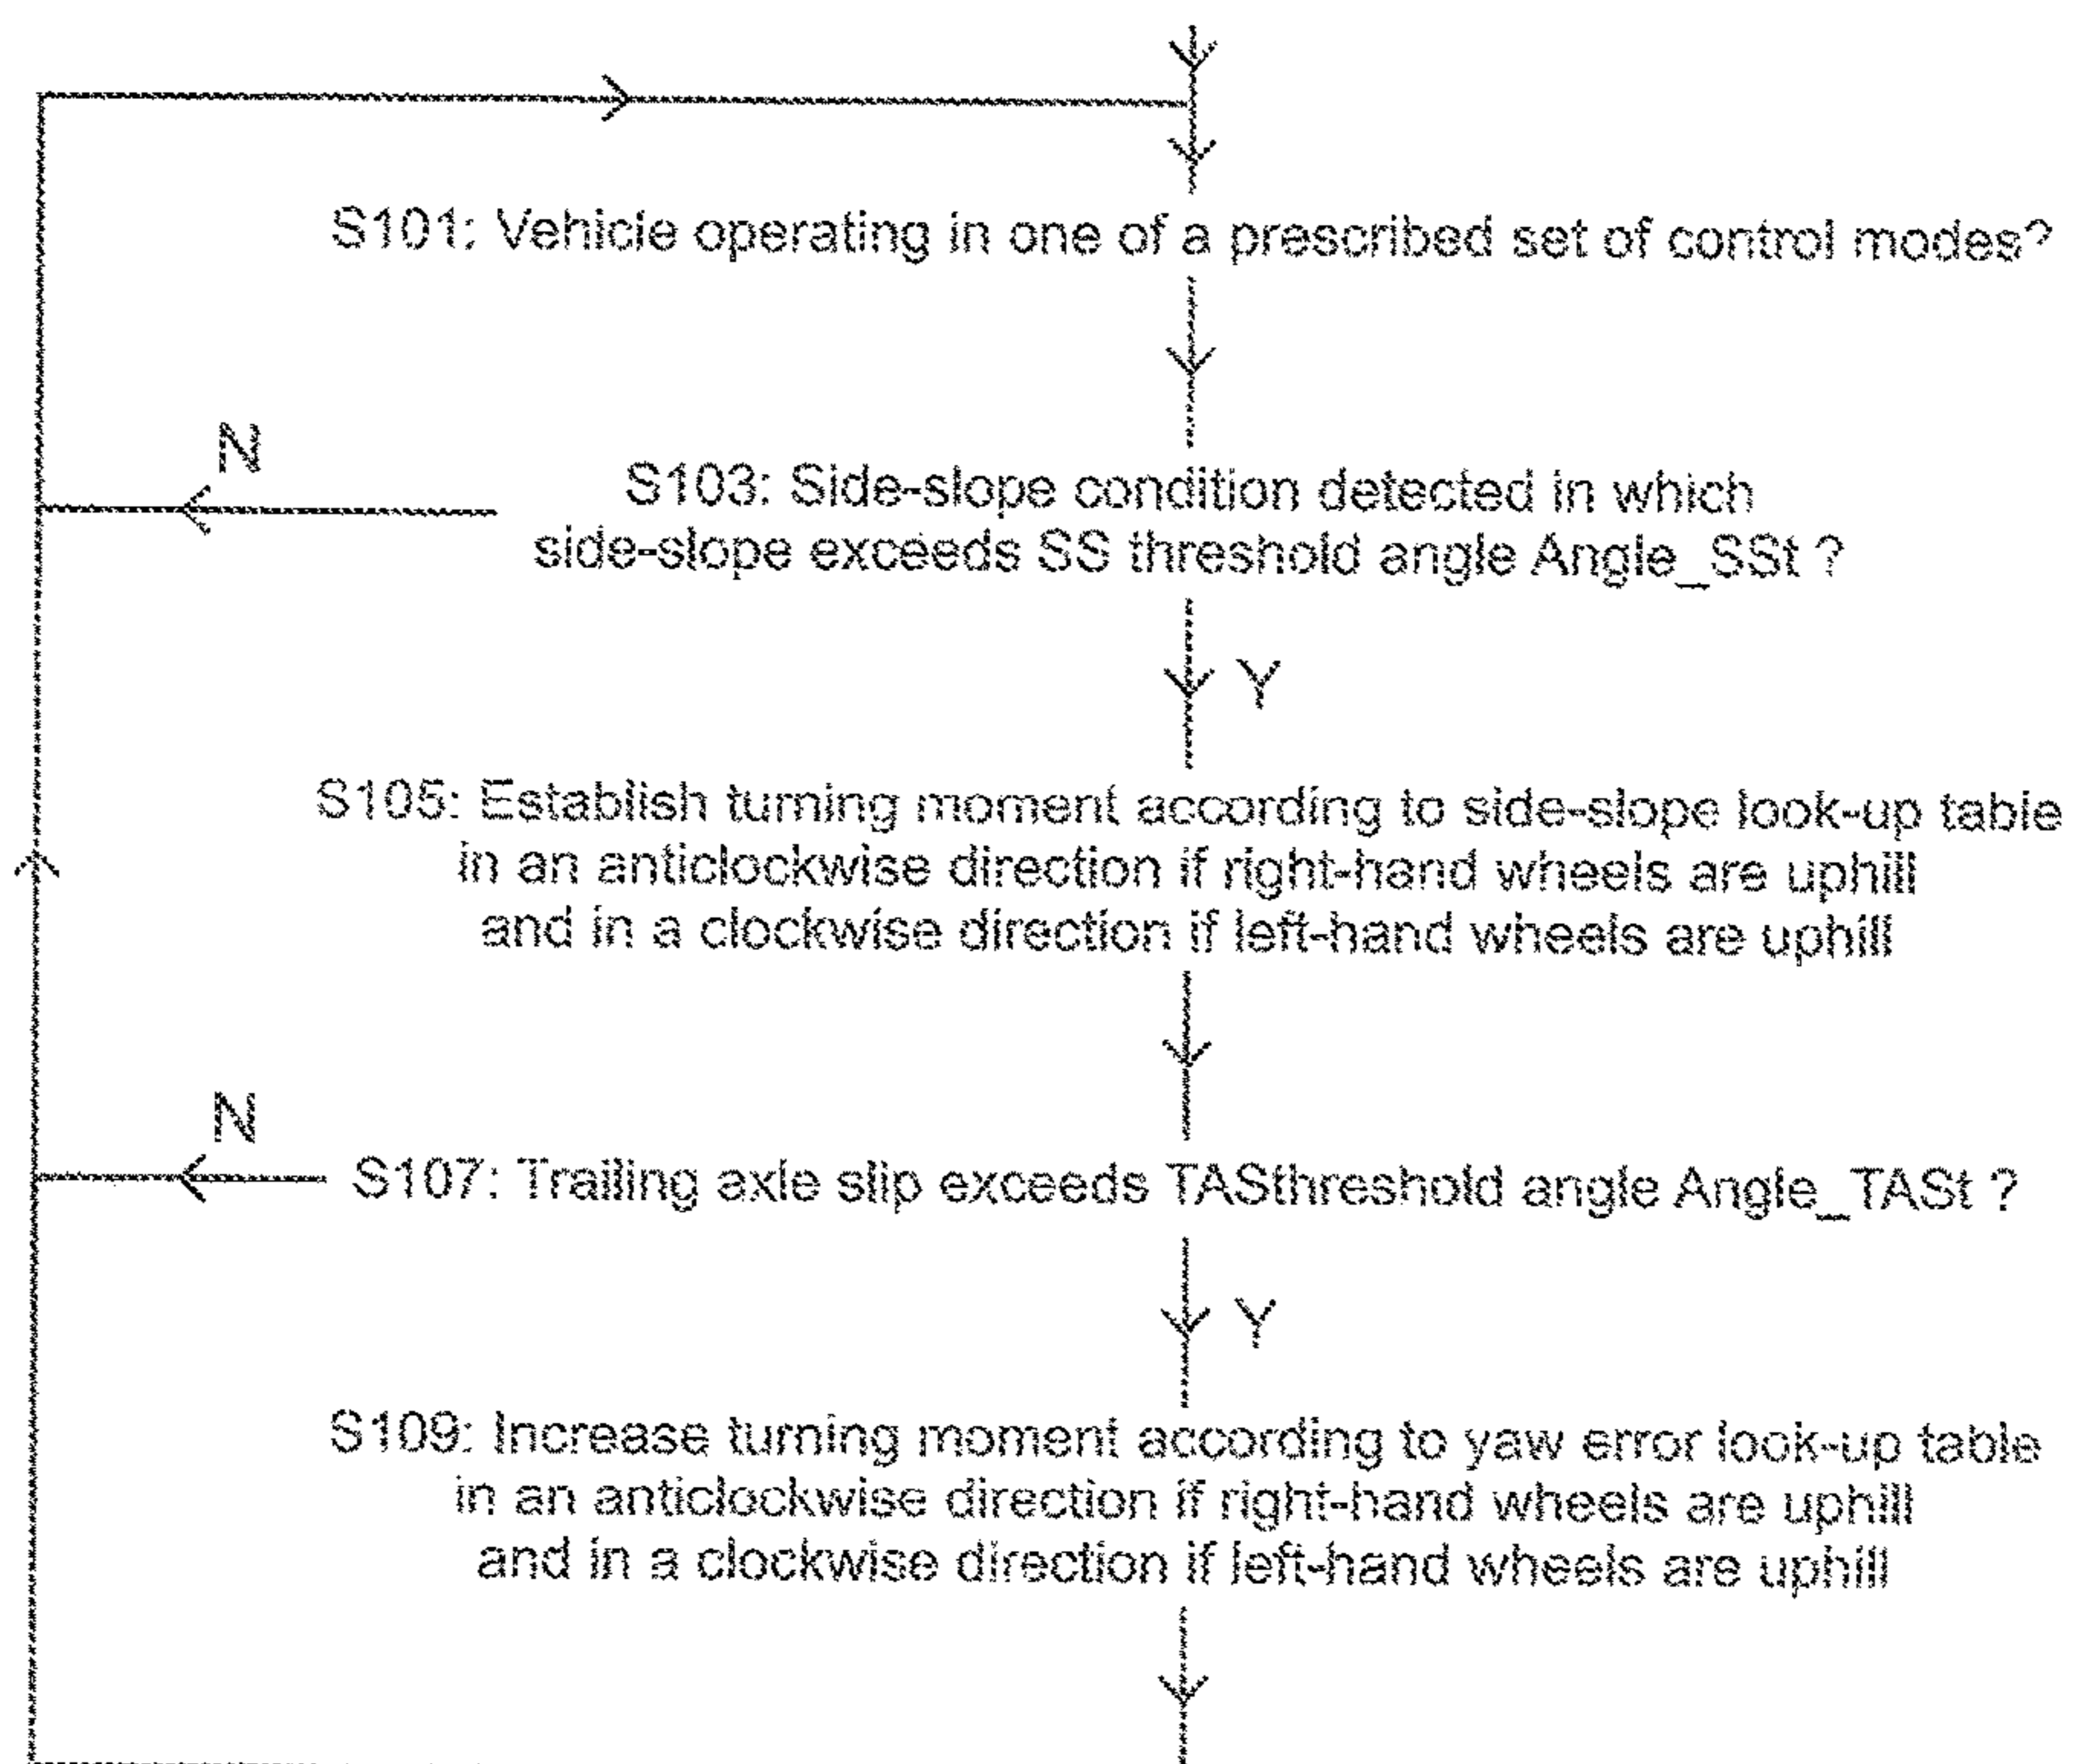 S101: Vehicle operating in one of a prescribed set of control modes?
N
S103: Side-slope condition detected in which
side-slope exceeds SS threshold angle Angle_SSt ?
Y
S105: Establish turning moment according to side-slope look-up table
in an anticlockwise direction if right-hand wheels are uphill
and in a clockwise direction if left-hand wheels are uphill
N
S107: Trailing axle slip exceeds TASthreshold angle Angle_TASt ?
Y
S109: Increase turning moment according to yaw error look-up table
in an anticlockwise direction if right-hand wheels are uphill
and in a clockwise direction if left-hand wheels are uphill